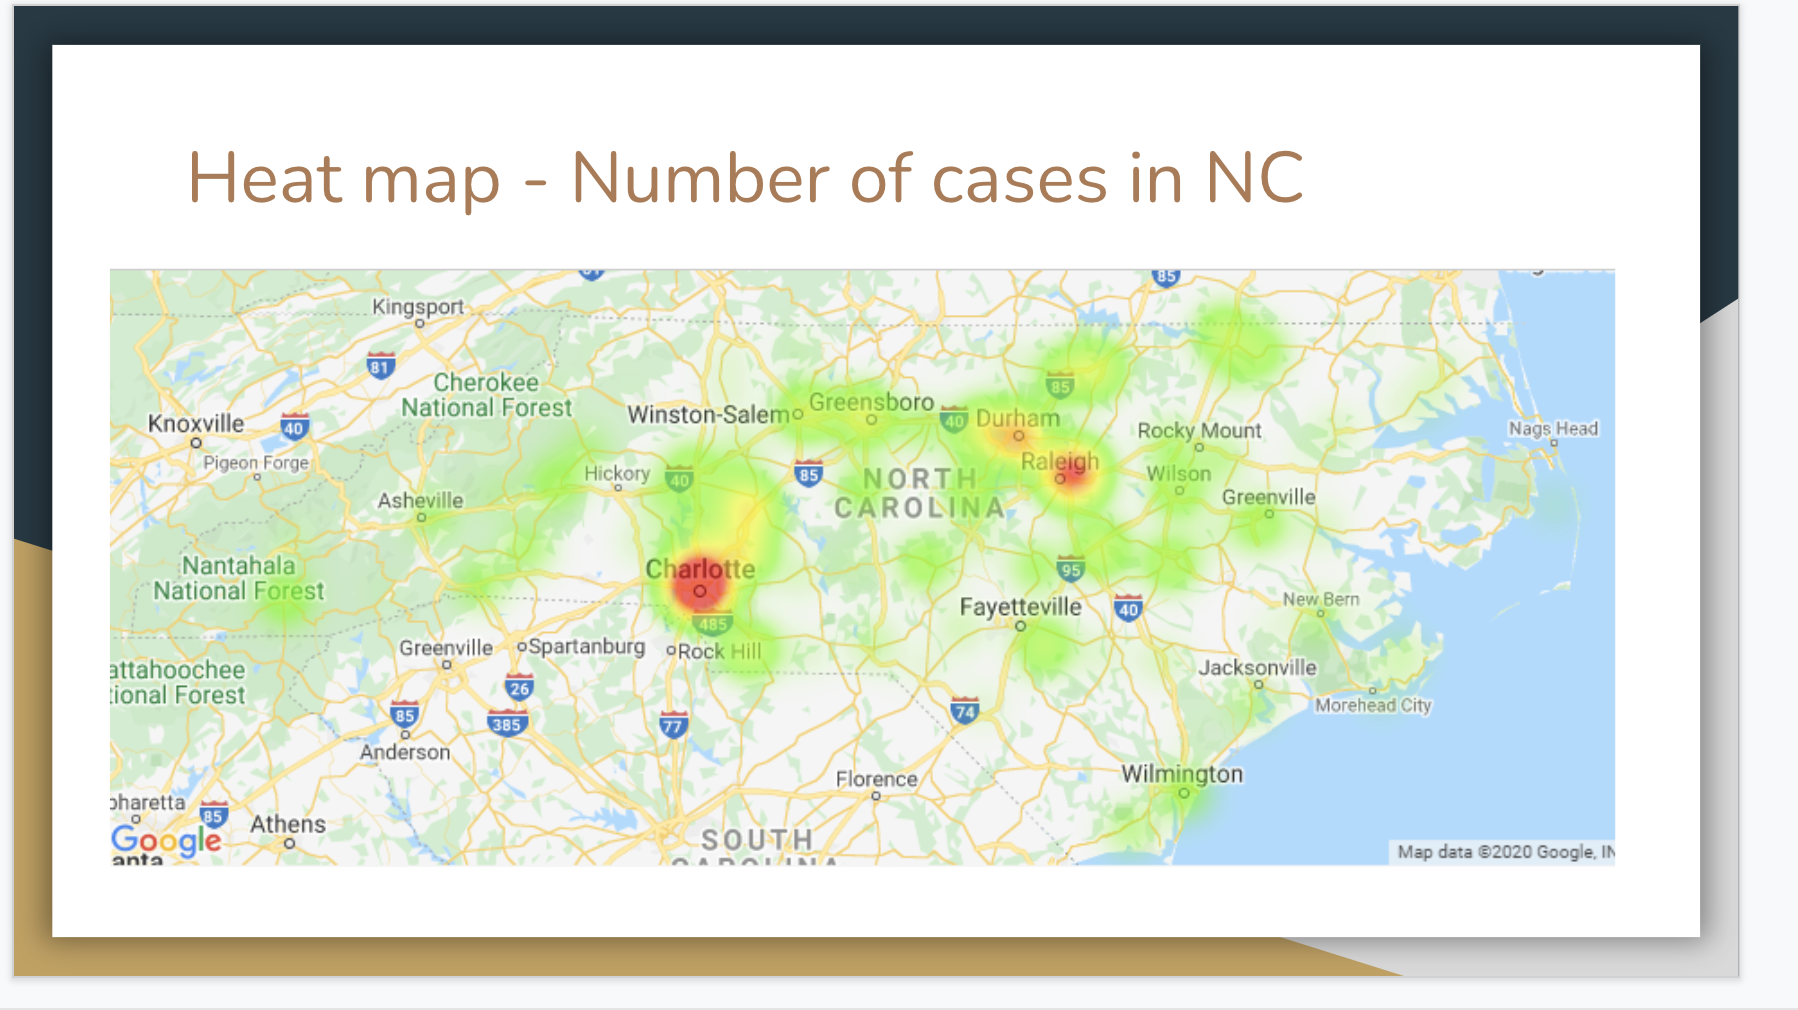 Heat map - Number of cases in NC
85
Kingsport
81
Cherokee
National Forest
85
Winston-Salem
Greensboro
40
Durham
Knoxville
40
Rocky Mount
Nags Head
Pigeon Forge
Hickory
40
85
NORTH
CAROLINA
Raleigh
Wilson
Asheville
Greenville
Nantahala
National Forest
Charlotte
95
Fayetteville
40
New Bern
485
Greenville
Spartanburg
Rock Hill
Jacksonville
attahoochee
tional Forest
26
85
385
77
74
Morehead City
Anderson
Florence
Wilmington
pharetta
85
Athens
Google
anta
SOUTH
CAROLINA
Map data ©2020 Google, IN